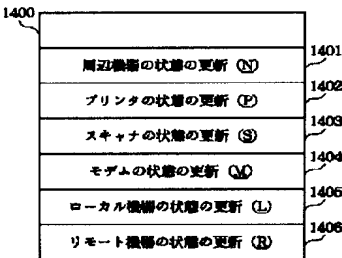 1400
周辺機器の状態の更新 (N) 1401
プリンタの状態の更新 (P) 1402
スキャナの状態の更新 (S) 1403
モデムの状態の更新 (M) 1404
ローカル機器の状態の更新 (L) 1405
リモート機器の状態の更新 (R) 1406